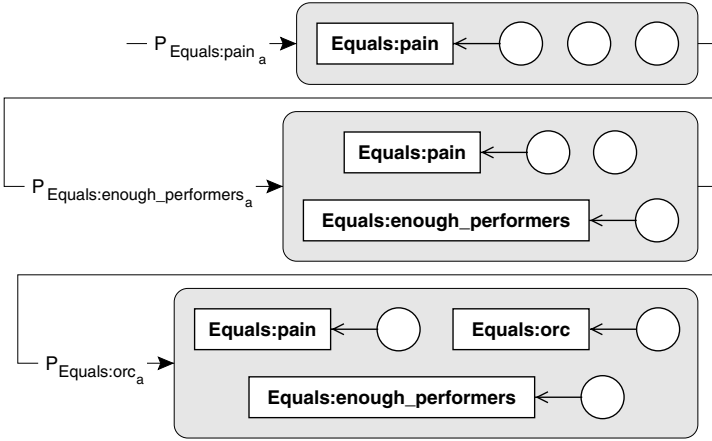 P Equals:pain a
Equals:pain
Equals:pain
P Equals:enough_performers a
Equals:enough_performers
Equals:pain
Equals:orc
P Equals:orc a
Equals:enough_performers